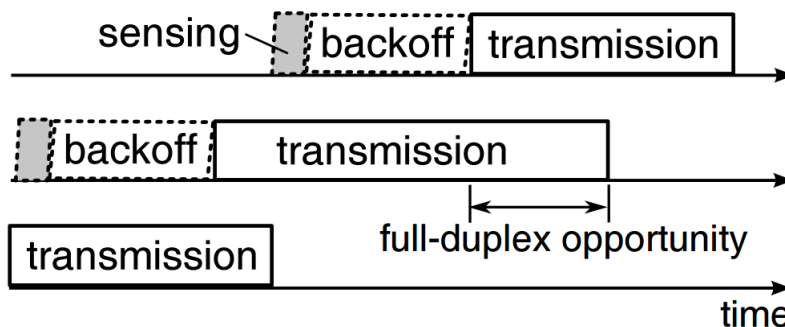 sensing backoff transmission
backoff transmission
full-duplex opportunity
transmission
time